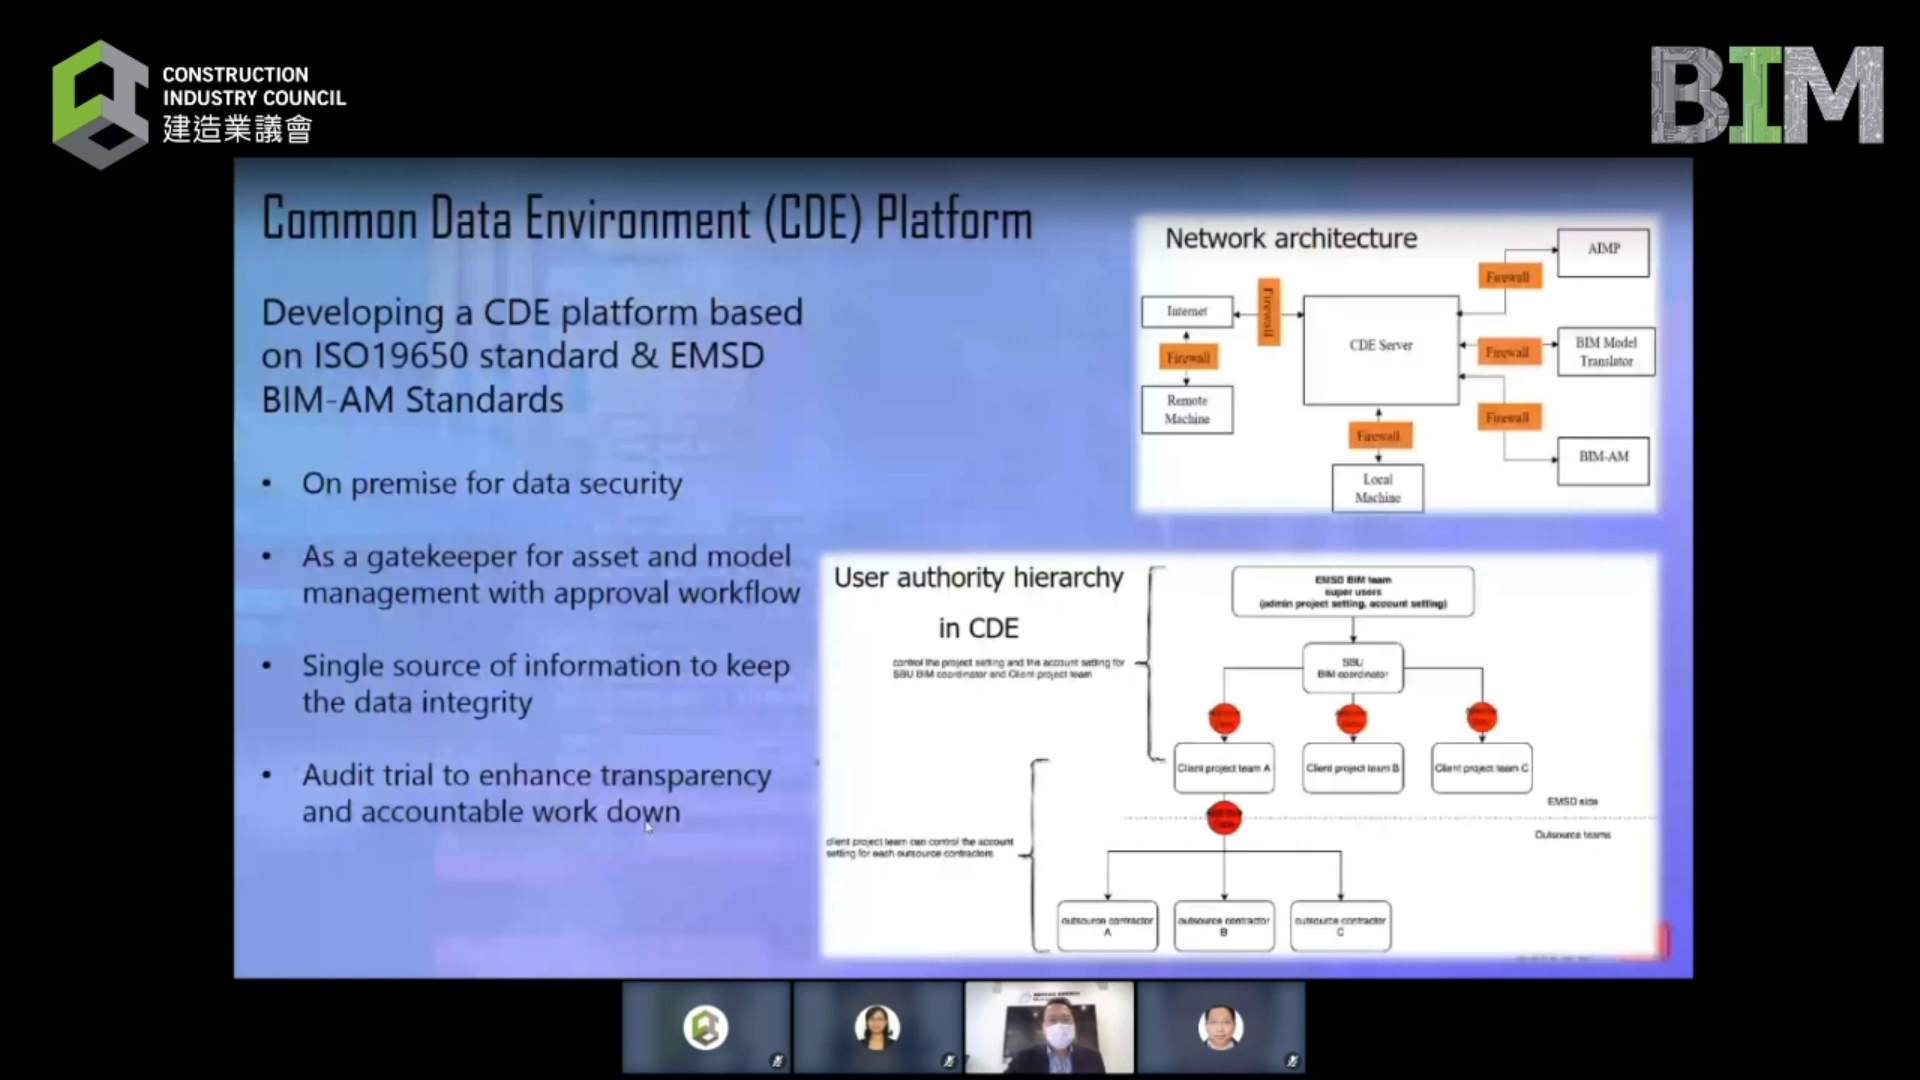 CONSTRUCTION
INDUSTRY COUNCIL
建造業議會
BIM
Common Data Environment (CDE) Platform
Developing a CDE platform based
on ISO19650 standard & EMSD
BIM-AM Standards
• On premise for data security
• As a gatekeeper for asset and model
management with approval workflow
• Single source of information to keep
the data integrity
• Audit trial to enhance transparency
and accountable work down
Network architecture
AIMP
Firewall
Internet
Firewall
CDE Server
Firewall
BIM Model
Translator
Firewall
Remote
Machine
Firewall
Firewall
BIM-AM
Local
Machine
User authority hierarchy
in CDE
EMSD BIM team
super users
(admin project setting, account setting)
control the project setting and the account setting for
SBU BIM coordinator and Client project team
SBU
BIM coordinator
Client project team A
Client project team B
Client project team C
EMSD side
Outsource teams
client project team can control the account
setting for each outsource contractors
outsource contractor
A
outsource contractor
B
outsource contractor
C